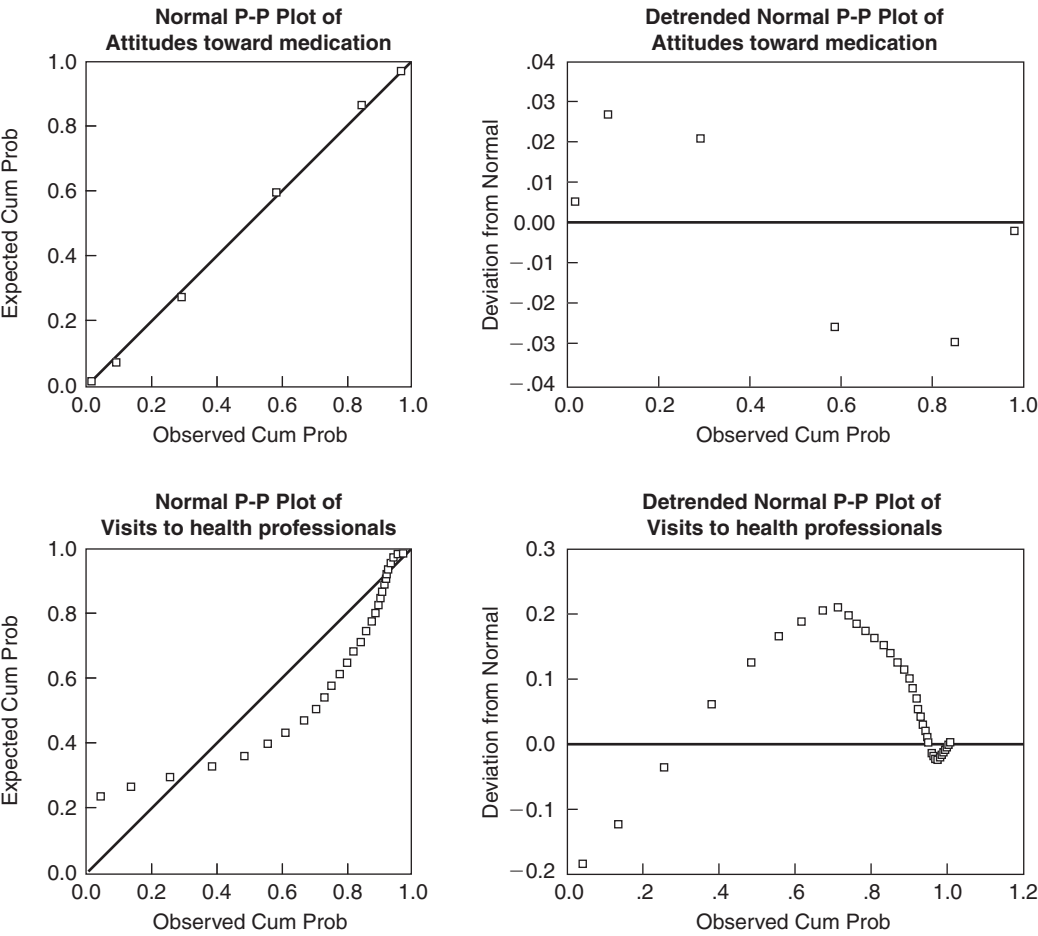 Normal P-P Plot of
Attitudes toward medication
1.0
0.8
0.6
0.4
0.2
0.0
Expected Cum Prob
0.0 0.2 0.4 0.6 0.8 1.0
Observed Cum Prob
Detrended Normal P-P Plot of
Attitudes toward medication
.04
.03
.02
.01
0.00
−.01
−.02
−.03
−.04
Deviation from Normal
0.0 0.2 0.4 0.6 0.8 1.0
Observed Cum Prob
Normal P-P Plot of
Visits to health professionals
1.0
0.8
0.6
0.4
0.2
0.0
Expected Cum Prob
0.0 0.2 0.4 0.6 0.8 1.0
Observed Cum Prob
Detrended Normal P-P Plot of
Visits to health professionals
0.3
0.2
0.1
0.0
−0.1
−0.2
Deviation from Normal
0.0 .2 .4 .6 .8 1.0 1.2
Observed Cum Prob